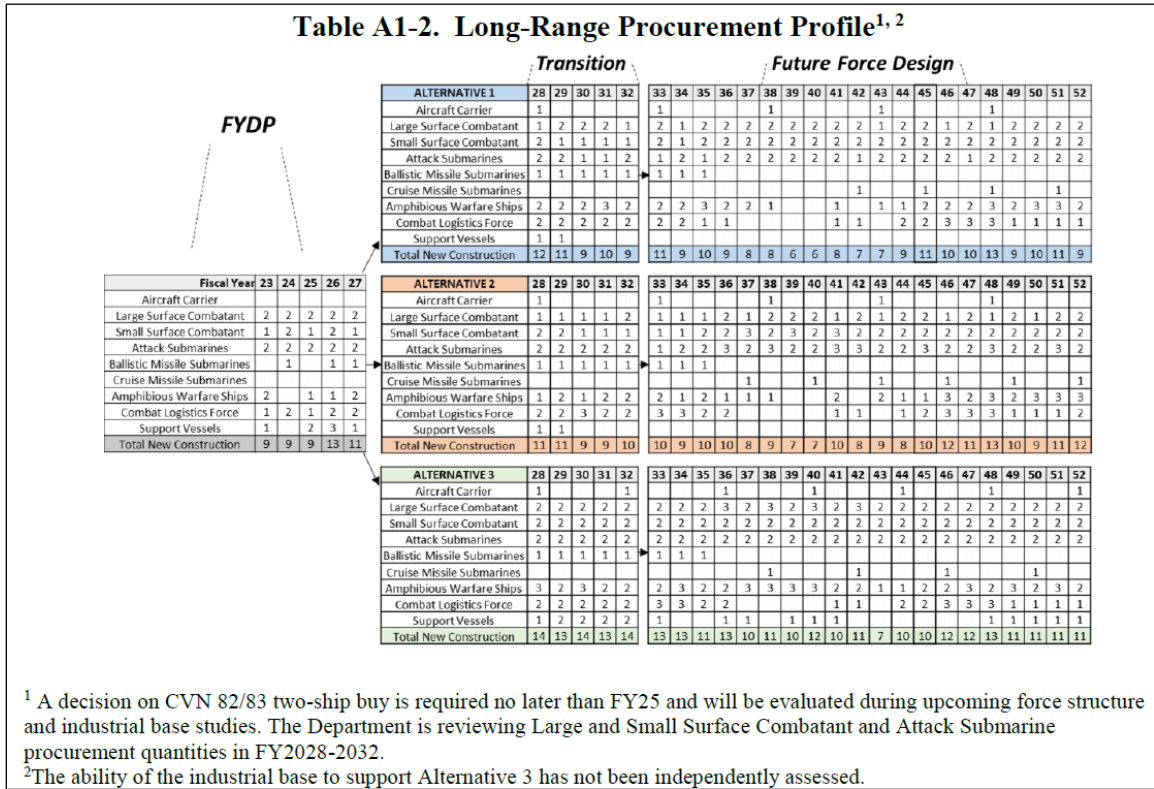 Table A1-2. Long-Range Procurement Profile1, 2
Transition Future Force Design
FYDP
ALTERNATIVE 1 28 29 30 31 32 33 34 35 36 37 38 39 40 41 42 43 44 45 46 47 48 49 50 51 52
Aircraft Carrier 1 1 1 1 1
Large Surface Combatant 1 2 2 2 1 2 1 2 2 2 2 2 2 2 2 1 2 2 1 2 1 2 2 2 2
Small Surface Combatant 2 1 1 1 1 2 1 2 2 2 2 2 2 2 2 2 2 2 2 2 2 2 2 2 2
Attack Submarines 2 2 1 1 2 1 2 1 2 2 2 2 2 2 1 2 2 2 2 1 2 2 2 2 2
Ballistic Missile Submarines 1 1 1 1 1 1 1 1
Cruise Missile Submarines 1 1 1 1
Amphibious Warfare Ships 2 2 2 3 2 2 2 3 2 2 1 1 1 1 2 2 2 3 2 3 3 2
Combat Logistics Force 2 2 2 2 2 2 2 1 1 1 1 2 2 3 3 3 1 1 1 1
Support Vessels 1 1
Total New Construction 12 11 9 10 9 11 9 10 9 8 8 6 6 8 7 7 9 11 10 10 13 9 10 11 9
Fiscal Year 23 24 25 26 27
Aircraft Carrier
Large Surface Combatant 2 2 2 2 2
Small Surface Combatant 1 2 1 2 1
Attack Submarines 2 2 2 2 2
Ballistic Missile Submarines 1 1 1
Cruise Missile Submarines
Amphibious Warfare Ships 2 1 1 2
Combat Logistics Force 1 2 1 2 2
Support Vessels 1 2 3 1
Total New Construction 9 9 9 13 11
ALTERNATIVE 2 28 29 30 31 32 33 34 35 36 37 38 39 40 41 42 43 44 45 46 47 48 49 50 51 52
Aircraft Carrier 1 1 1 1 1
Large Surface Combatant 1 1 1 1 2 1 1 1 2 1 2 2 2 1 2 1 2 2 1 2 1 2 1 2 2
Small Surface Combatant 2 2 1 1 1 1 1 2 2 3 2 3 2 3 2 2 2 2 2 2 2 2 2 2 2
Attack Submarines 2 2 2 2 2 1 2 2 3 2 3 2 2 3 3 2 2 3 2 2 3 2 2 3 2
Ballistic Missile Submarines 1 1 1 1 1 1 1 1
Cruise Missile Submarines 1 1 1 1 1 1
Amphibious Warfare Ships 1 2 1 2 2 2 1 2 1 1 1 2 2 1 1 3 2 3 2 3 3 3
Combat Logistics Force 2 2 3 2 2 3 3 2 2 1 1 1 2 3 3 3 1 1 1 2
Support Vessels 1 1
Total New Construction 11 11 9 9 10 10 9 10 10 8 9 7 7 10 8 9 8 10 12 11 13 10 9 11 12
ALTERNATIVE 3 28 29 30 31 32 33 34 35 36 37 38 39 40 41 42 43 44 45 46 47 48 49 50 51 52
Aircraft Carrier 1 1 1 1 1 1 1
Large Surface Combatant 2 2 2 2 2 2 2 2 3 2 3 2 3 2 3 2 2 2 2 2 2 2 2 2 2
Small Surface Combatant 2 2 2 2 2 2 2 2 2 2 2 2 2 2 2 2 2 2 2 2 2 2 2 2 2
Attack Submarines 2 2 2 2 2 2 2 2 2 2 2 2 2 2 2 2 2 2 2 2 2 2 2 2 2
Ballistic Missile Submarines 1 1 1 1 1 1 1 1
Cruise Missile Submarines 1 1 1 1
Amphibious Warfare Ships 3 2 3 2 2 2 3 2 2 3 3 3 3 2 2 1 1 2 2 3 2 3 2 3 2
Combat Logistics Force 2 2 2 2 2 3 3 2 2 1 1 2 2 3 3 3 1 1 1 1
Support Vessels 1 2 2 2 2 1 1 1 1 1 1 1 1 1 1 1
Total New Construction 14 13 14 13 14 13 13 11 13 10 11 10 12 10 11 7 10 10 12 12 13 11 11 11 11
1 A decision on CVN 82/83 two-ship buy is required no later than FY25 and will be evaluated during upcoming force structure
and industrial base studies. The Department is reviewing Large and Small Surface Combatant and Attack Submarine
procurement quantities in FY2028-2032.
2The ability of the industrial base to support Alternative 3 has not been independently assessed.